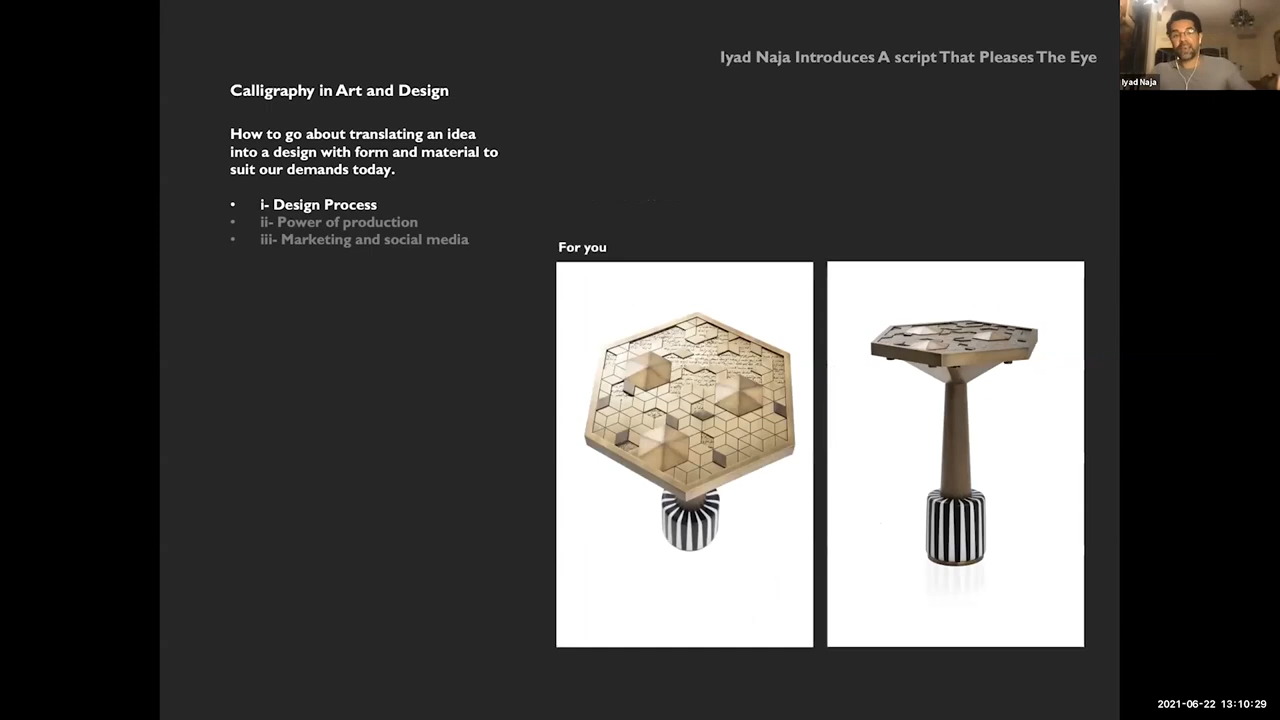 Iyad Naja Introduces A script That Pleases The Eye
Iyad Naja
Calligraphy in Art and Design
How to go about translating an idea
into a design with form and material to
suit our demands today.
• i- Design Process
• ii- Power of production
• iii- Marketing and social media
For you
2021-06-22 13:10:29